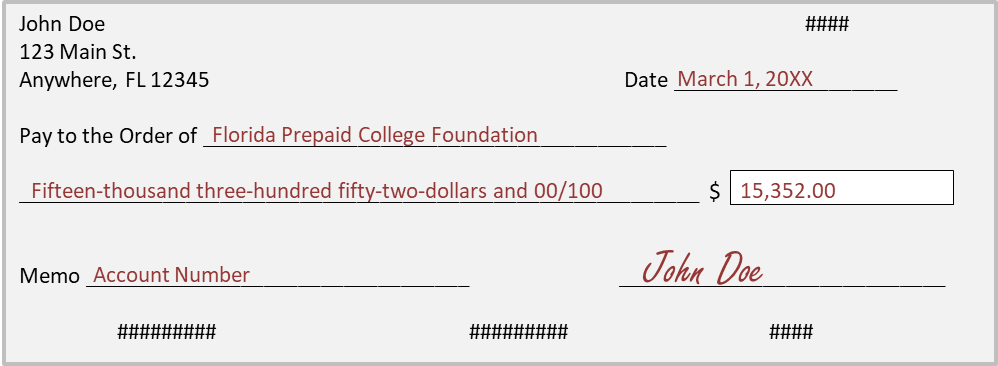 John Doe ####
123 Main St.
Anywhere, FL 12345 Date March 1, 20XX
Pay to the Order of Florida Prepaid College Foundation
Fifteen-thousand three-hundred fifty-two-dollars and 00/100 $ 15,352.00
Memo Account Number John Doe
######### ######### ####